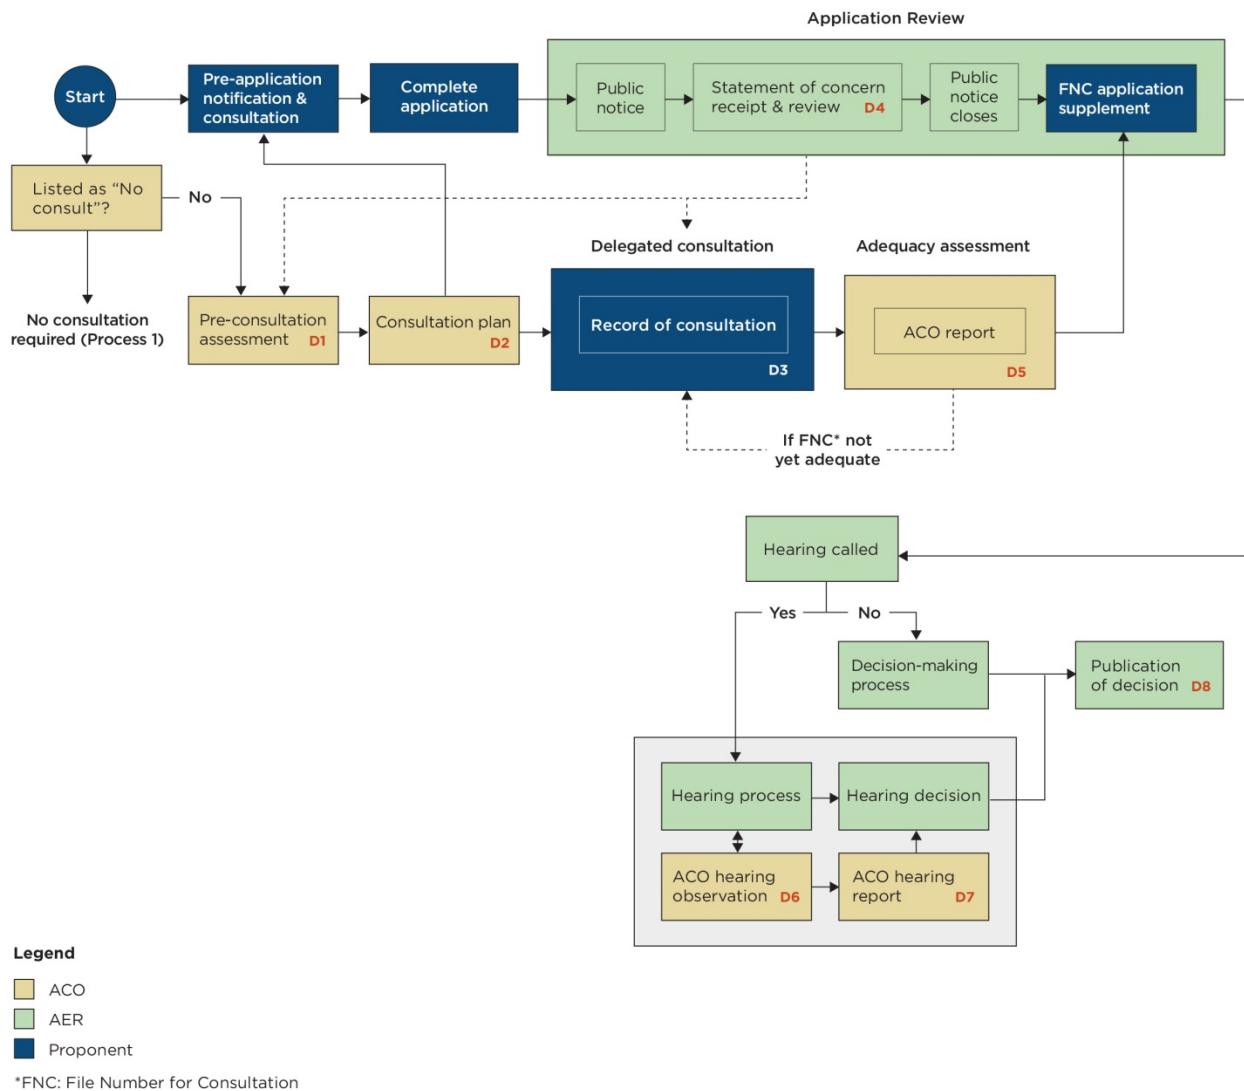 Application Review
Start
Pre-application
notification &
consultation
Complete
application
Public
notice
Statement of concern
receipt & review D4
Public
notice
closes
FNC application
supplement
Listed as “No
consult”?
No
No consultation
required (Process 1)
Pre-consultation
assessment D1
Consultation plan
D2
Delegated consultation
Record of consultation
D3
Adequacy assessment
ACO report
D5
If FNC* not
yet adequate
Hearing called
Yes
No
Decision-making
process
Publication
of decision D8
Hearing process
Hearing decision
ACO hearing
observation D6
ACO hearing
report D7
Legend
ACO
AER
Proponent
*FNC: File Number for Consultation